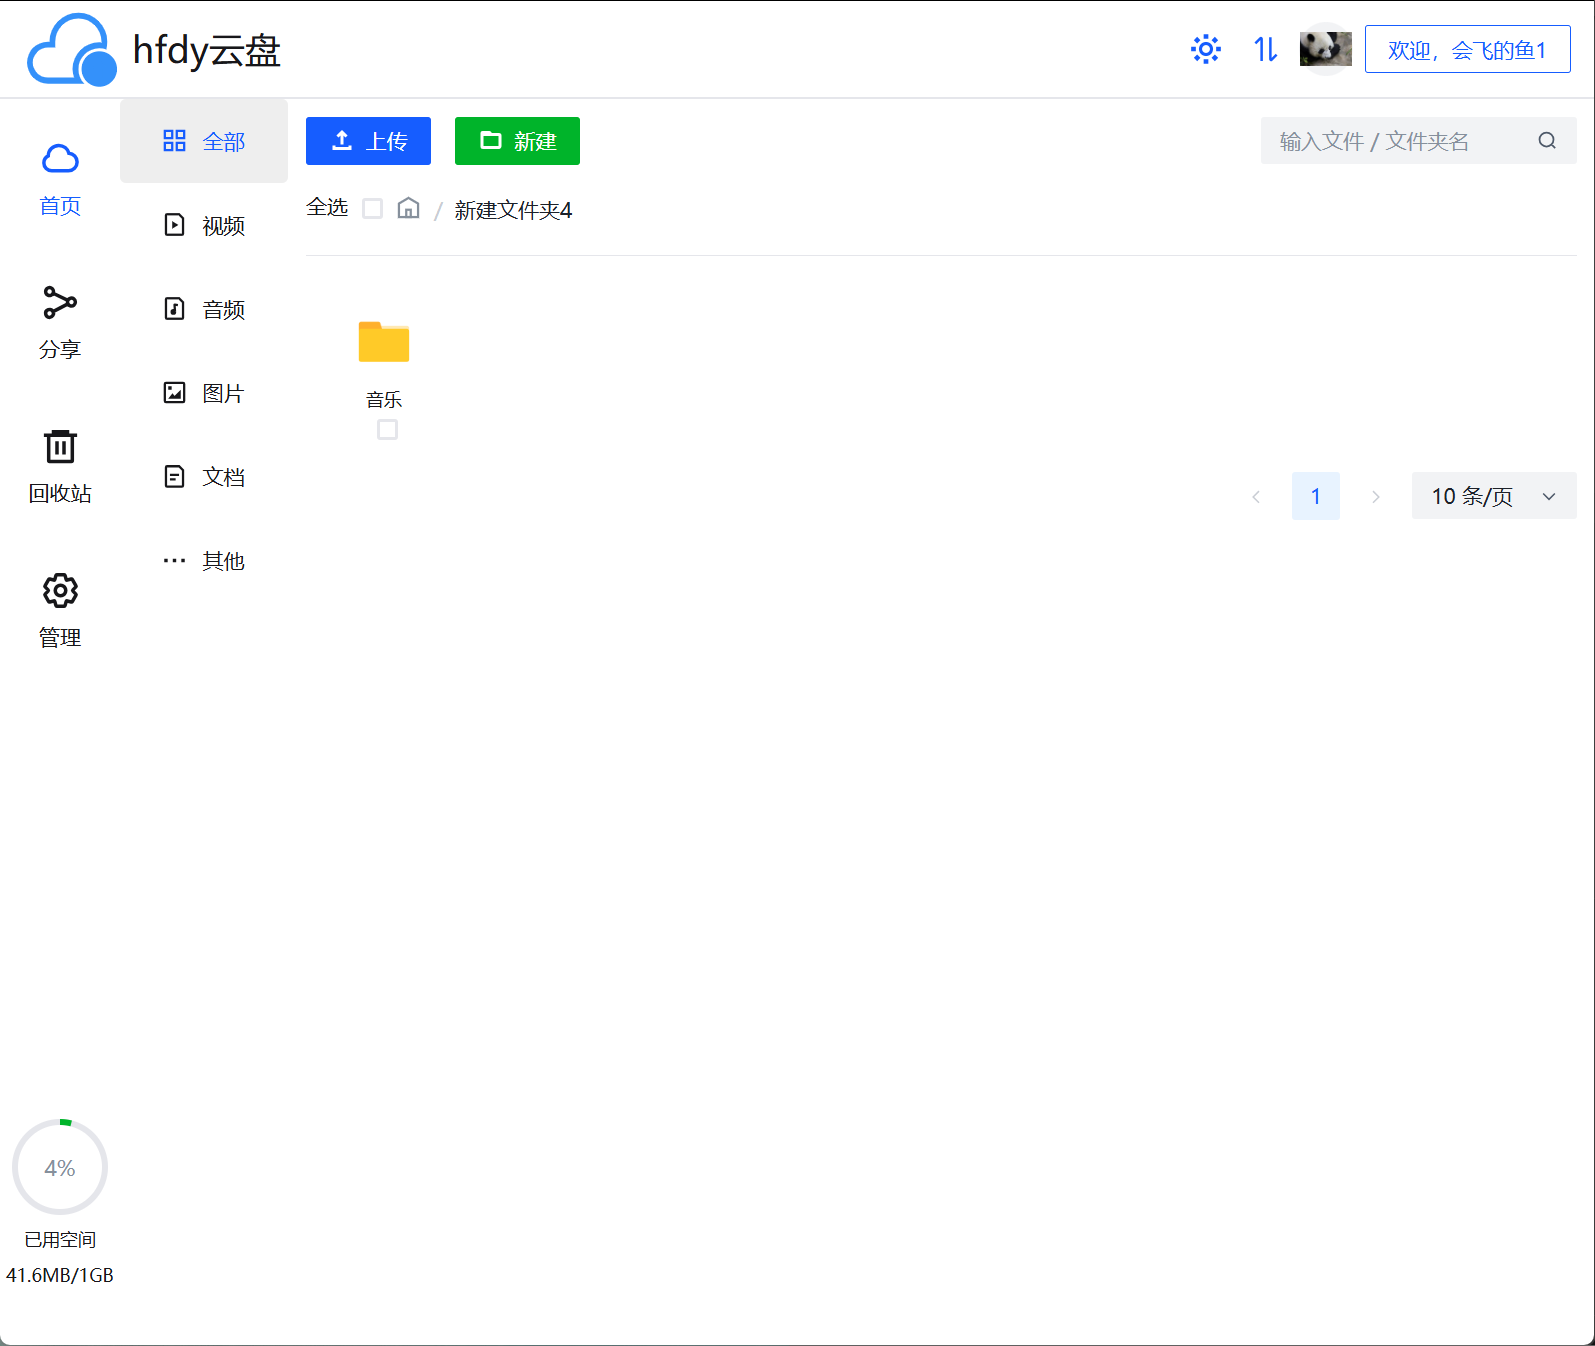 hfdy云盘
欢迎，会飞的鱼1
首页
分享
回收站
管理
全部
视频
音频
图片
文档
其他
上传
新建
输入文件 / 文件夹名
全选
/ 新建文件夹4
音乐
1
10 条/页
4%
已用空间
41.6MB/1GB